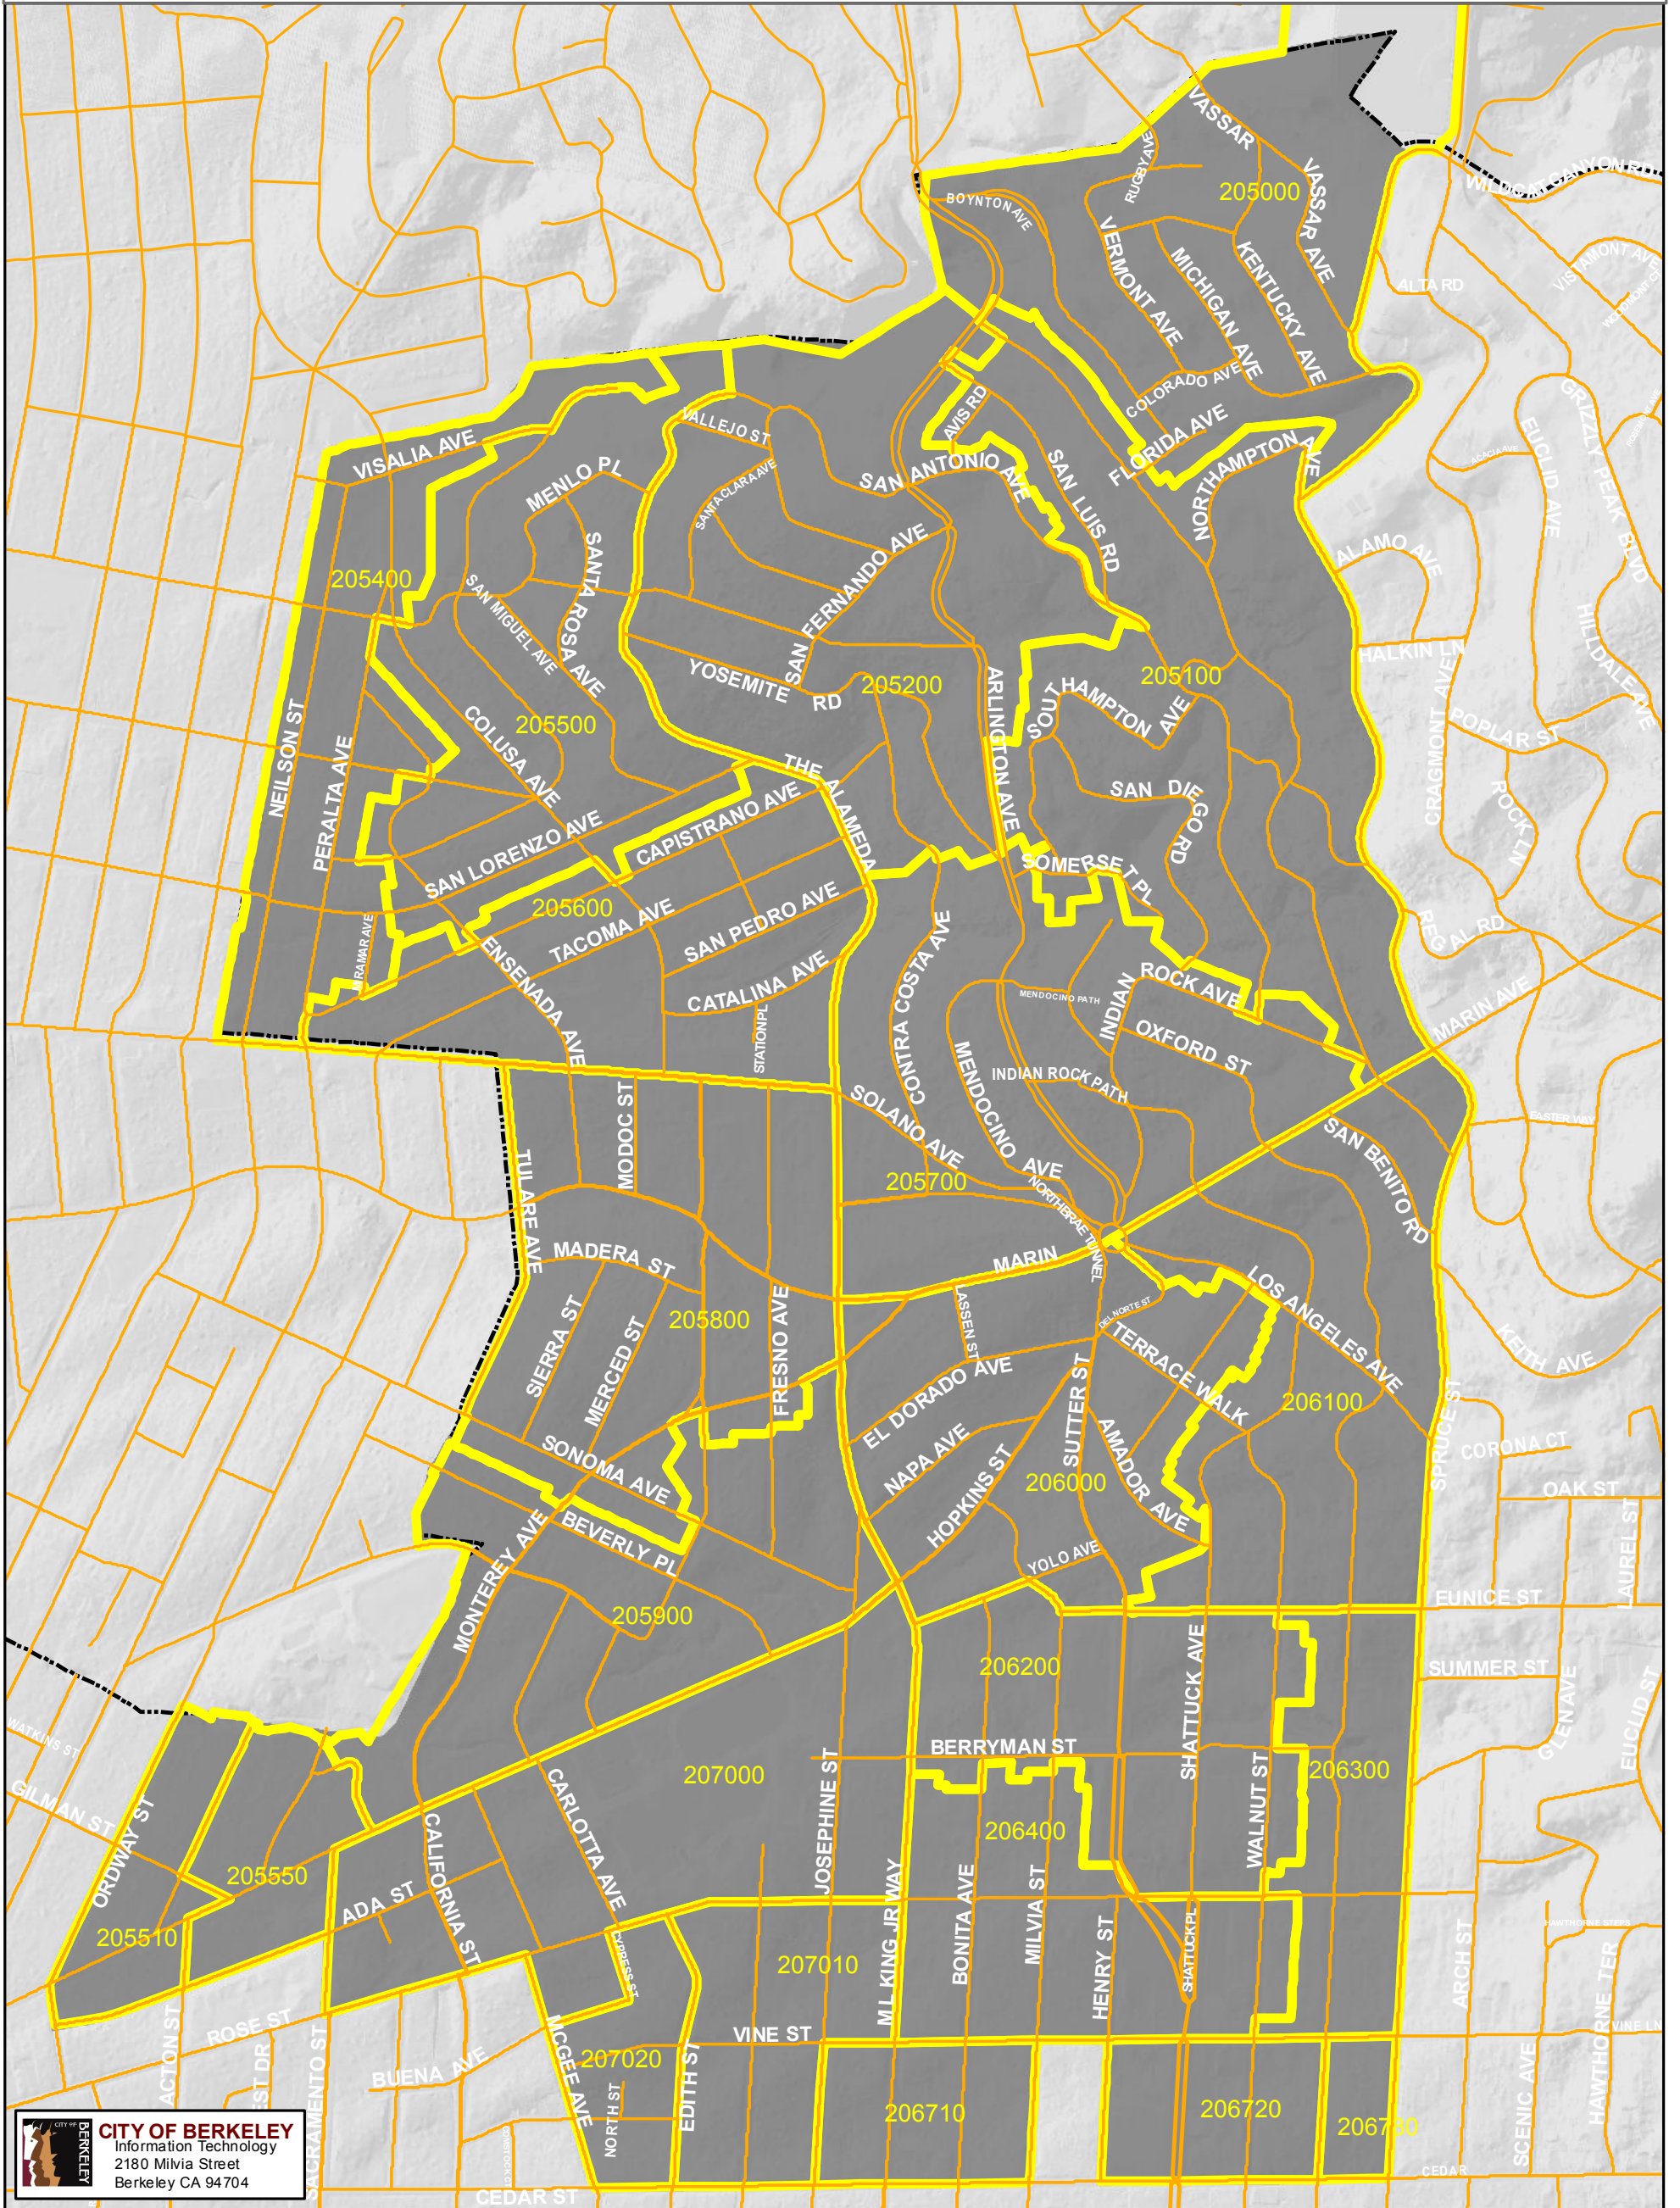 VASSAR
RUGBY AVE
205000
VASSAR AVE
WILDCAT CANYON RD
BOYNTON AVE
VERMONT AVE
MICHIGAN AVE
KENTUCKY AVE
ALTA RD
VISTAMONT AVE
WOODMONT CT
COLORADO AVE
FLORIDA AVE
GRIZZLY PEAK BLVD
EUCLID AVE
ACACIA AVE
AVIS RD
VALLEJO ST
VISALIA AVE
MENLO PL
SANTA CLARA AVE
SAN ANTONIO AVE
SAN LUIS RD
NORTHAMPTON AVE
205400
SANTA ROSA AVE
SAN MIGUEL AVE
SAN FERNANDO AVE
ALAMO AVE
HILLDALE AVE
HALKIN LN
YOSEMITE RD
205200
205100
ARLINGTON AVE
SOUTHAMPTON AVE
CRAGMONT AVE
POPLAR ST
NEILSON ST
COLUSA AVE
205500
PERALTA AVE
THE ALAMEDA
SAN DIEGO RD
ROCK LN
SAN LORENZO AVE
CAPISTRANO AVE
SOMERSET PL
205600
TACOMA AVE
SAN PEDRO AVE
MIRAMAR AVE
ENSENADA AVE
CATALINA AVE
STATION PL
CONTRA COSTA AVE
MENDOCINO PATH
INDIAN ROCK AVE
OXFORD ST
REGAL RD
MARIN AVE
MENDOCINO AVE
INDIAN ROCK PATH
SOLANO AVE
MODOC ST
EASTER WAY
SAN BENITO RD
TULARE AVE
205700
NORTHBRAE TUNNEL
MADERA ST
MARIN
205800
FRESNO AVE
SIERRA ST
MERCED ST
LASSEN ST
DEL NORTE ST
LOS ANGELES AVE
TERRACE WALK
KEITH AVE
EL DORADO AVE
SUTTER ST
206100
SPRUCE ST
NAPA AVE
HOPKINS ST
206000
AMADOR AVE
CORONA CT
SONOMA AVE
OAK ST
MONTEREY AVE
BEVERLY PL
YOLO AVE
LAUREL ST
EUNICE ST
205900
206200
SHATTUCK AVE
SUMMER ST
GLEN AVE
EUCLID ST
WATKINS ST
BERRYMAN ST
206300
207000
JOSEPHINE ST
WALNUT ST
GILMAN ST
ORDWAY ST
CARLOTTA AVE
206400
CALIFORNIA ST
205550
ADA ST
M L KING JR WAY
BONITA AVE
MILVIA ST
HENRY ST
SHATTUCK PL
ARCH ST
HAWTHORNE STEPS
205510
CYPRESS ST
207010
ACTON ST
ROSE ST
SACRAMENTO ST
BUENA AVE
MCGEE AVE
207020
NORTH ST
EDITH ST
VINE ST
VINE LN
SCENIC AVE
HAWTHORNE TER
206710
206720
206730
CEDAR ST
CEDAR
CITY OF BERKELEY
Information Technology
2180 Milvia Street
Berkeley CA 94704
CITY OF
BERKELEY